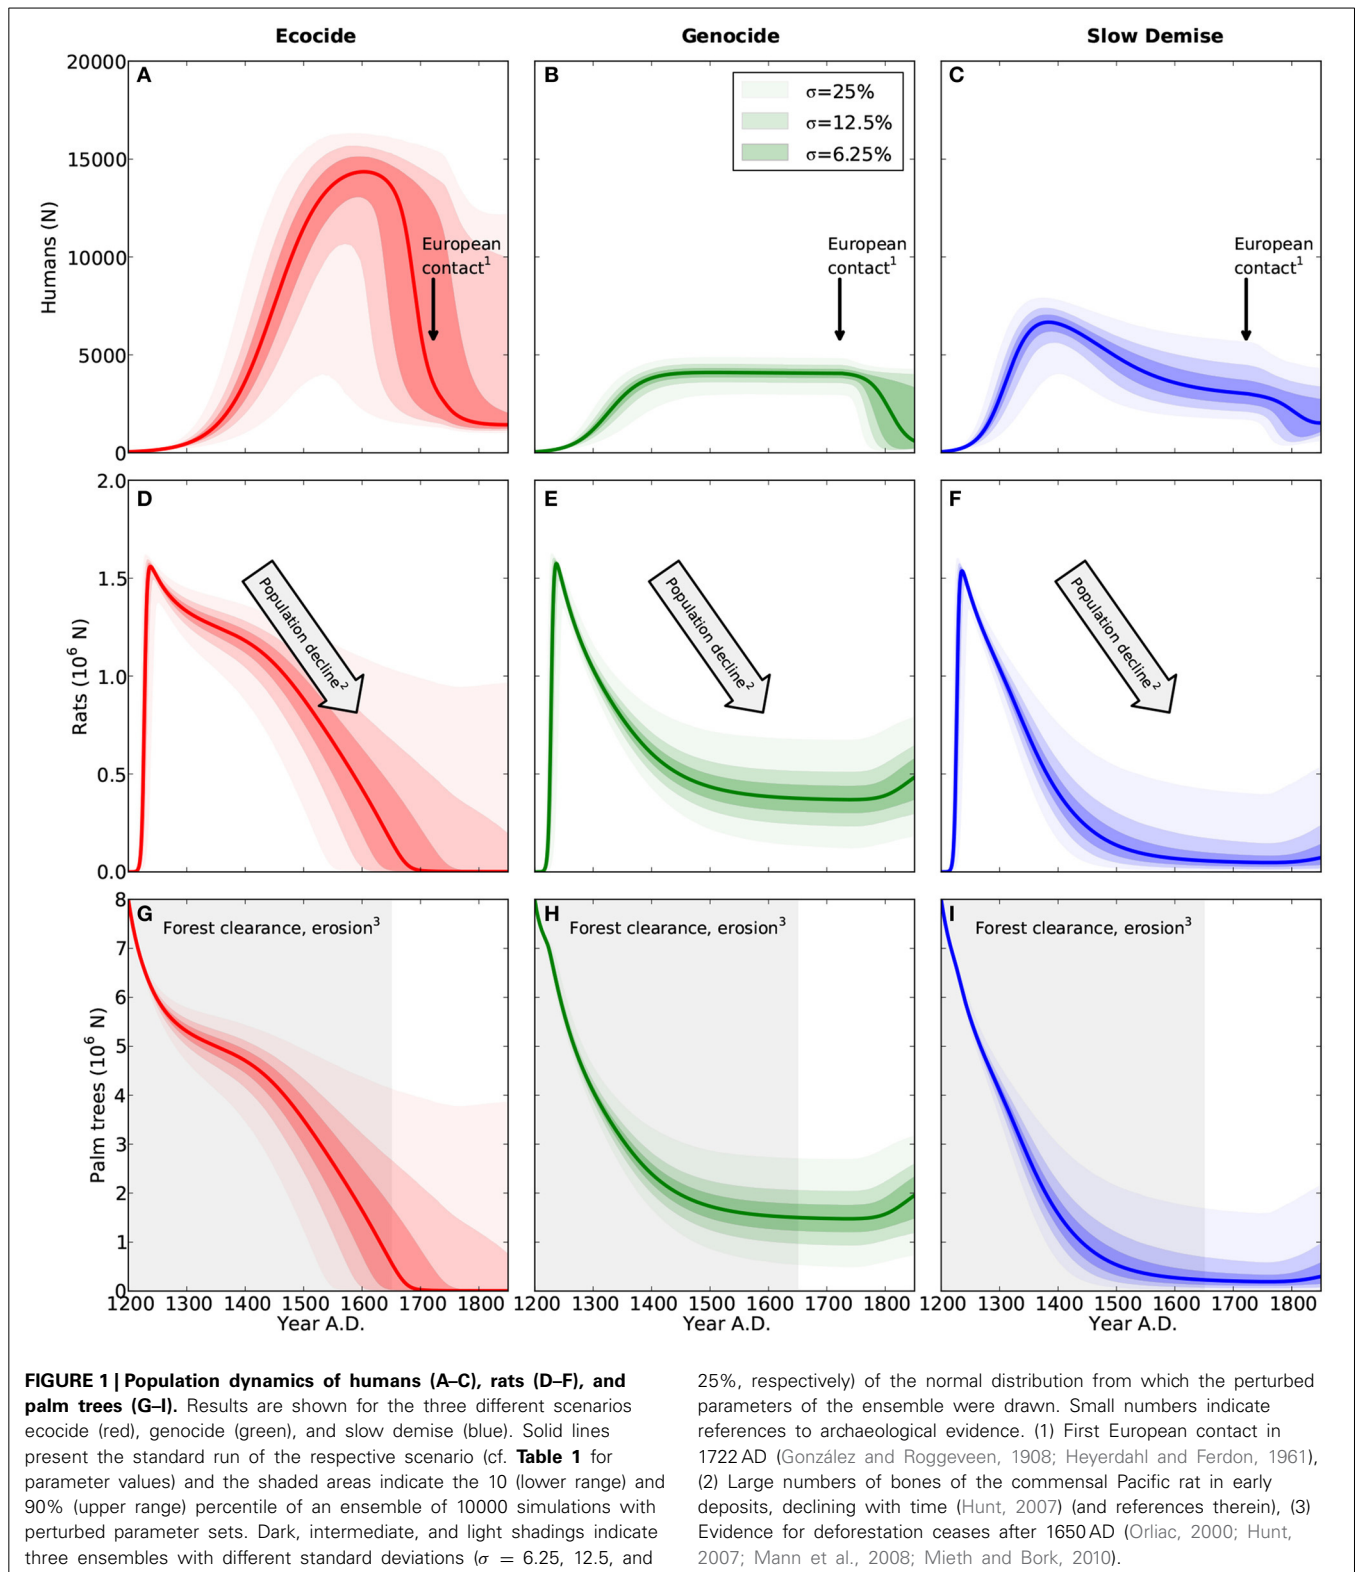 Ecocide
Genocide
Slow Demise
20000
15000
10000
5000
0
Humans (N)
A
European
contact1
B
σ=25%
σ=12.5%
σ=6.25%
European
contact1
C
European
contact1
2.0
1.5
1.0
0.5
0.0
Rats (10^6 N)
D
Population decline2
E
Population decline2
F
Population decline2
8
7
6
5
4
3
2
1
0
Palm trees (10^6 N)
G
Forest clearance, erosion3
H
Forest clearance, erosion3
I
Forest clearance, erosion3
1200 1300 1400 1500 1600 1700 1800
Year A.D.
1200 1300 1400 1500 1600 1700 1800
Year A.D.
1200 1300 1400 1500 1600 1700 1800
Year A.D.
FIGURE 1 | Population dynamics of humans (A–C), rats (D–F), and
palm trees (G–I). Results are shown for the three different scenarios
ecocide (red), genocide (green), and slow demise (blue). Solid lines
present the standard run of the respective scenario (cf. Table 1 for
parameter values) and the shaded areas indicate the 10 (lower range) and
90% (upper range) percentile of an ensemble of 10000 simulations with
perturbed parameter sets. Dark, intermediate, and light shadings indicate
three ensembles with different standard deviations (σ = 6.25, 12.5, and
25%, respectively) of the normal distribution from which the perturbed
parameters of the ensemble were drawn. Small numbers indicate
references to archaeological evidence. (1) First European contact in
1722 AD (González and Roggeveen, 1908; Heyerdahl and Ferdon, 1961),
(2) Large numbers of bones of the commensal Pacific rat in early
deposits, declining with time (Hunt, 2007) (and references therein), (3)
Evidence for deforestation ceases after 1650 AD (Orliac, 2000; Hunt,
2007; Mann et al., 2008; Mieth and Bork, 2010).